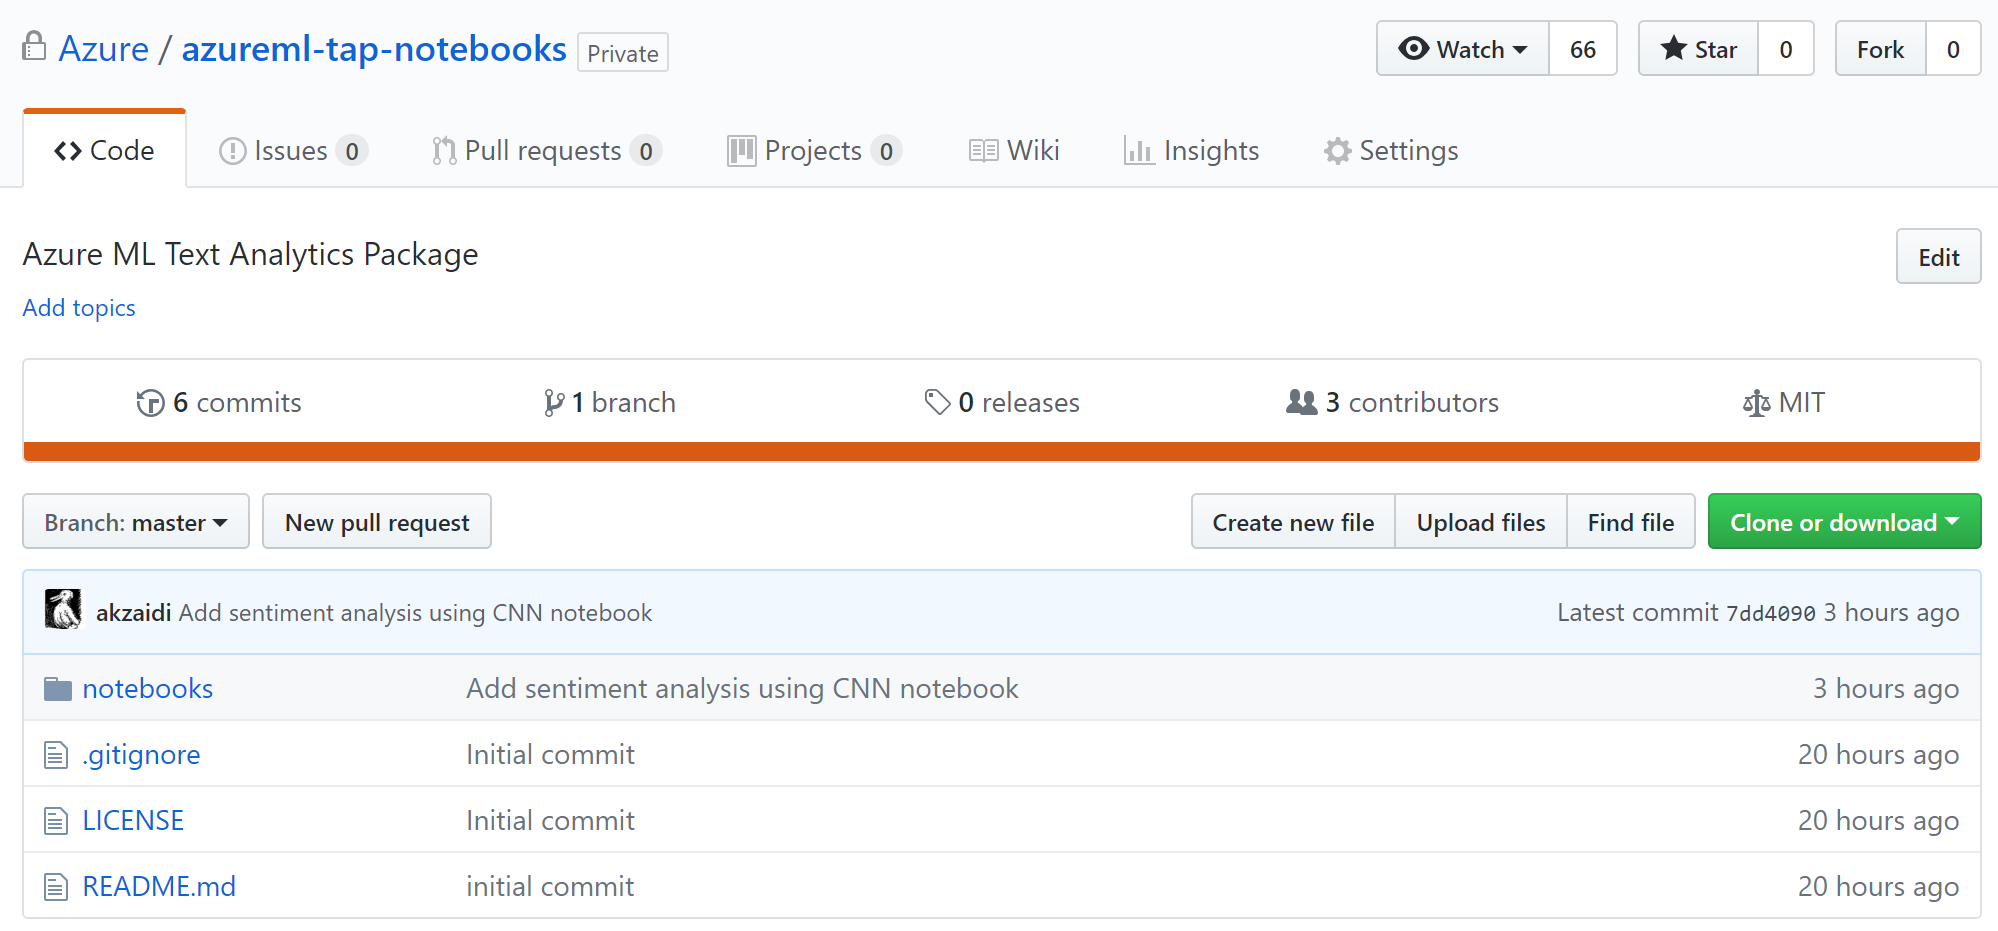 Azure / azureml-tap-notebooks Private Watch 66 Star 0 Fork 0
Code Issues 0 Pull requests 0 Projects 0 Wiki Insights Settings
Azure ML Text Analytics Package Edit
Add topics
6 commits 1 branch 0 releases 3 contributors MIT
Branch: master New pull request Create new file Upload files Find file Clone or download
akzaidi Add sentiment analysis using CNN notebook Latest commit 7dd4090 3 hours ago
notebooks Add sentiment analysis using CNN notebook 3 hours ago
.gitignore Initial commit 20 hours ago
LICENSE Initial commit 20 hours ago
README.md initial commit 20 hours ago